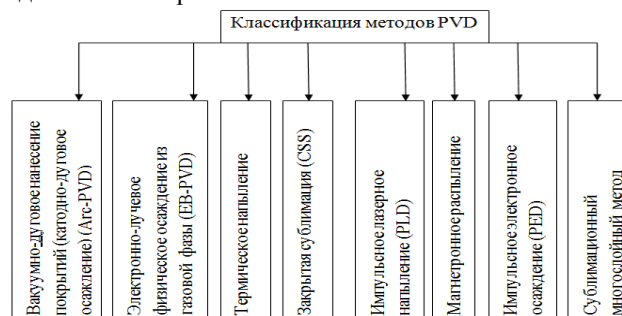 Классификация методов PVD
Вакуумно-дуговое нанесение
покрытий (катодно-дуговое
осаждение) (Arc-PVD)
Электронно-лучевое
физическое осаждение из
газовой фазы (EB-PVD)
Термическое напыление
Закрытая сублимация (CSS)
Импульсное лазерное
напыление (PLD)
Магнетронное распыление
Импульсное электронное
осаждение (PED)
Сублимационный
многослойный метод